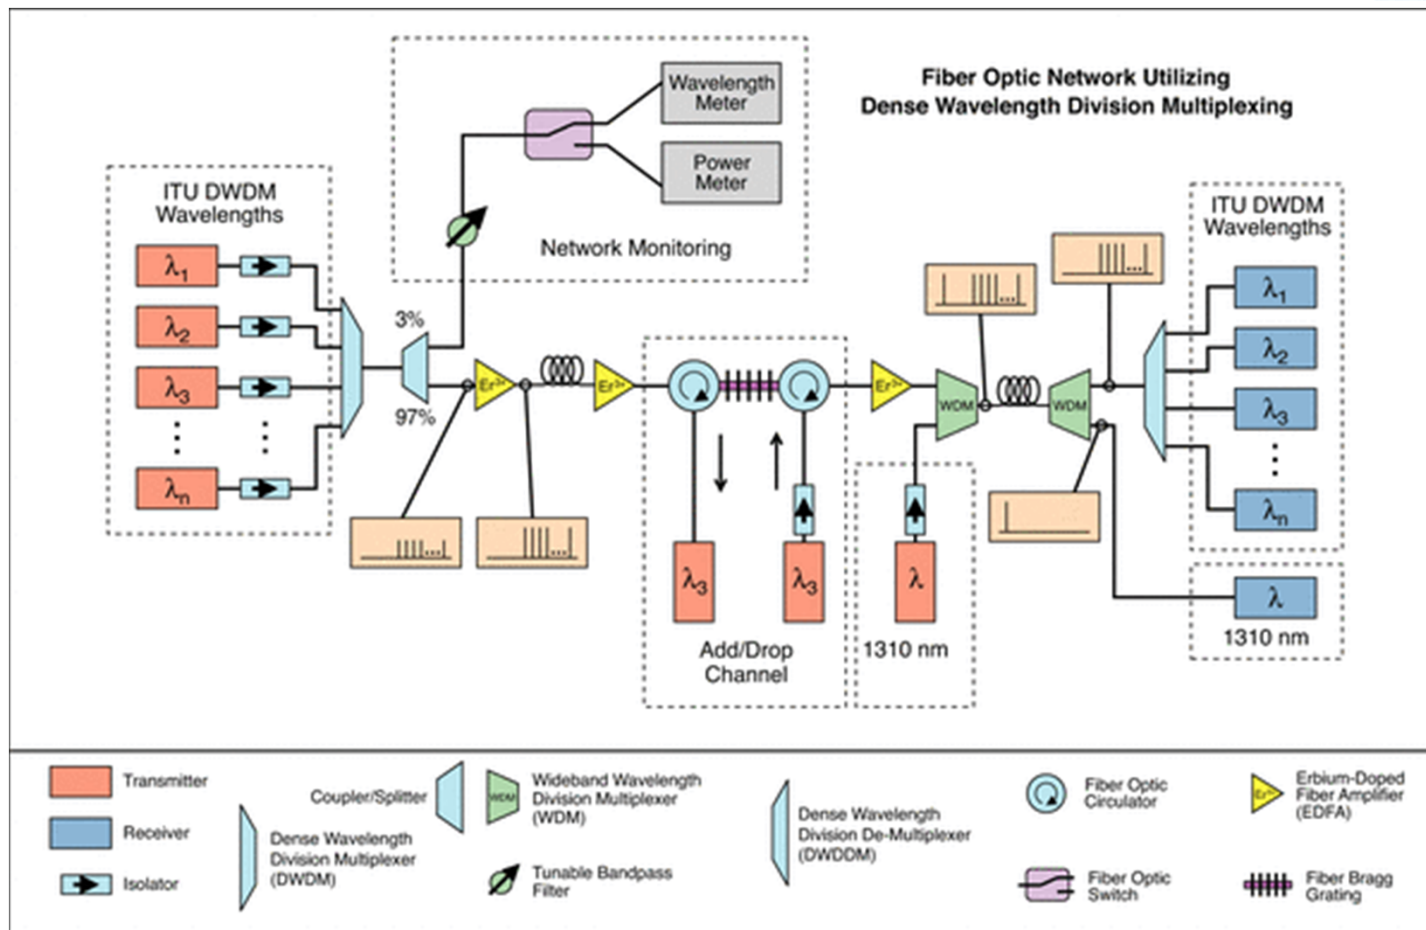 Fiber Optic Network Utilizing
Dense Wavelength Division Multiplexing
Wavelength
Meter
Power
Meter
Network Monitoring
ITU DWDM
Wavelengths
λ1
λ2
λ3
λn
3%
97%
Er3+
Er3+
λ3
λ3
Add/Drop
Channel
Er3+
WDM
WDM
λ
1310 nm
ITU DWDM
Wavelengths
λ1
λ2
λ3
λn
λ
1310 nm
Transmitter
Receiver
Isolator
Coupler/Splitter
Dense Wavelength
Division Multiplexer
(DWDM)
WDM
Wideband Wavelength
Division Multiplexer
(WDM)
Tunable Bandpass
Filter
Dense Wavelength
Division De-Multiplexer
(DWDDM)
Fiber Optic
Circulator
Fiber Optic
Switch
Er3+
Erbium-Doped
Fiber Amplifier
(EDFA)
Fiber Bragg
Grating